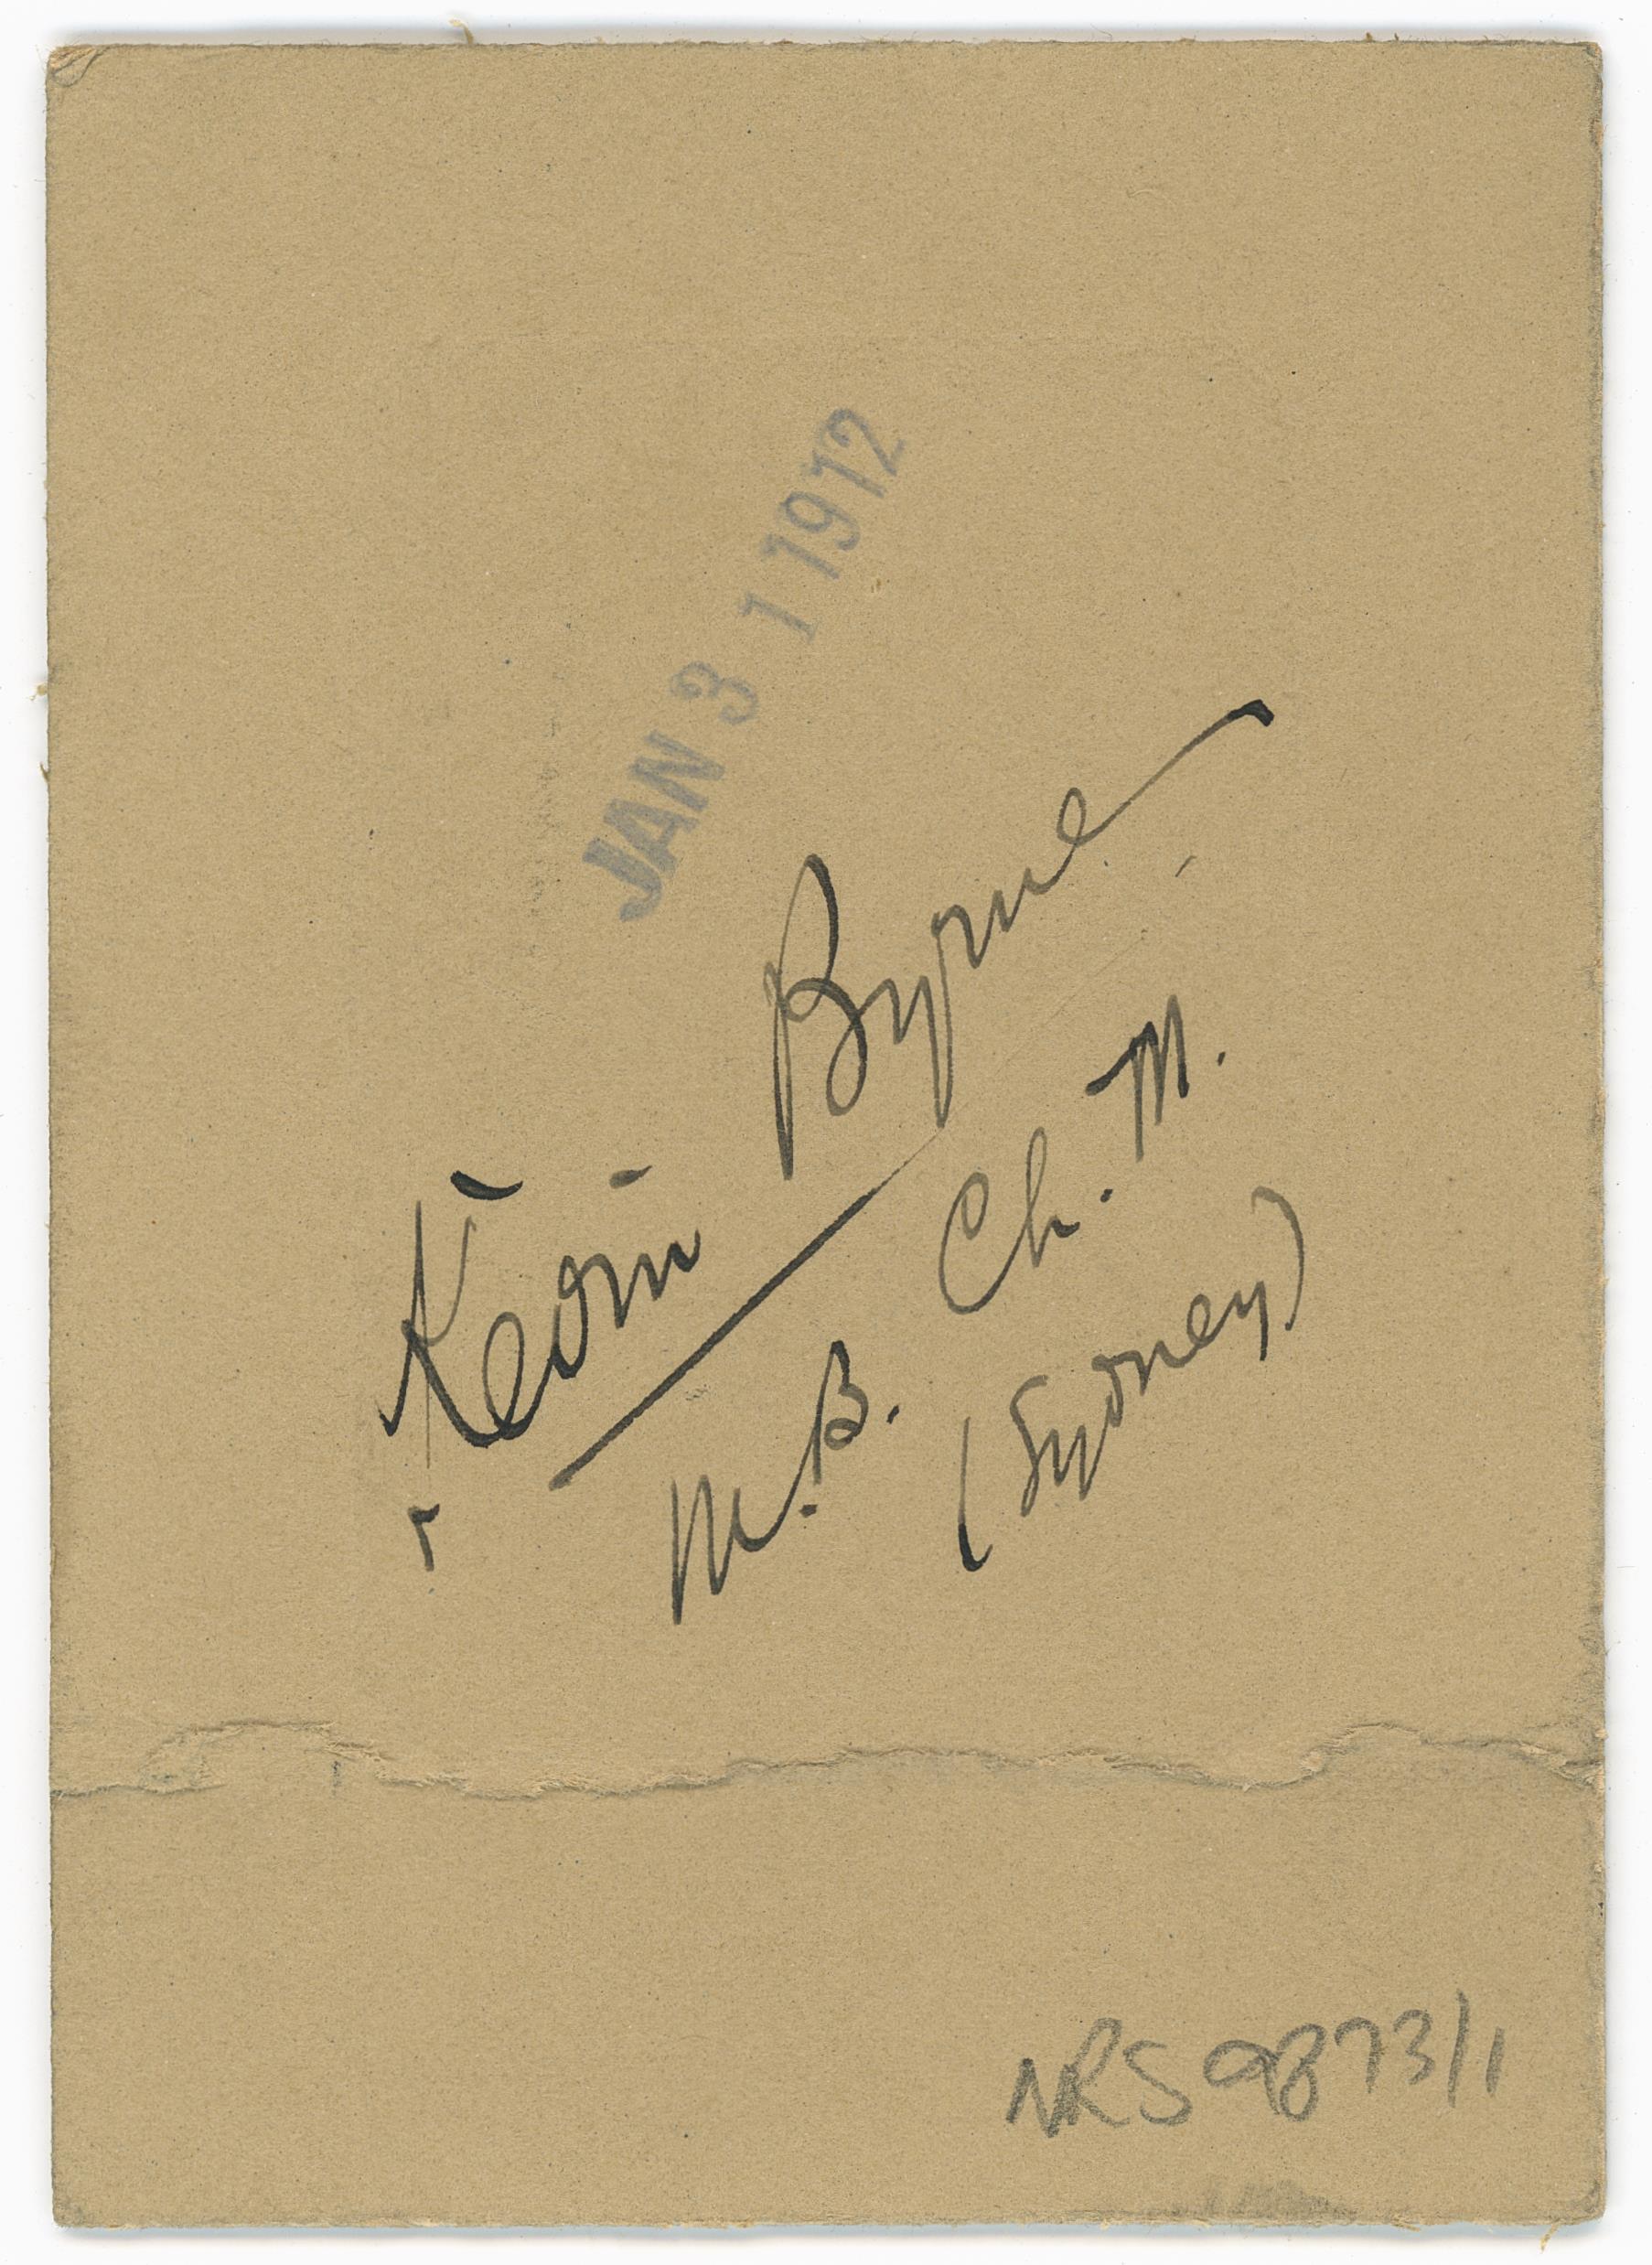 JAN 31 1912
Kevin Byrne
M.B. Ch.M.
(Sydney)
NRS 9873/1